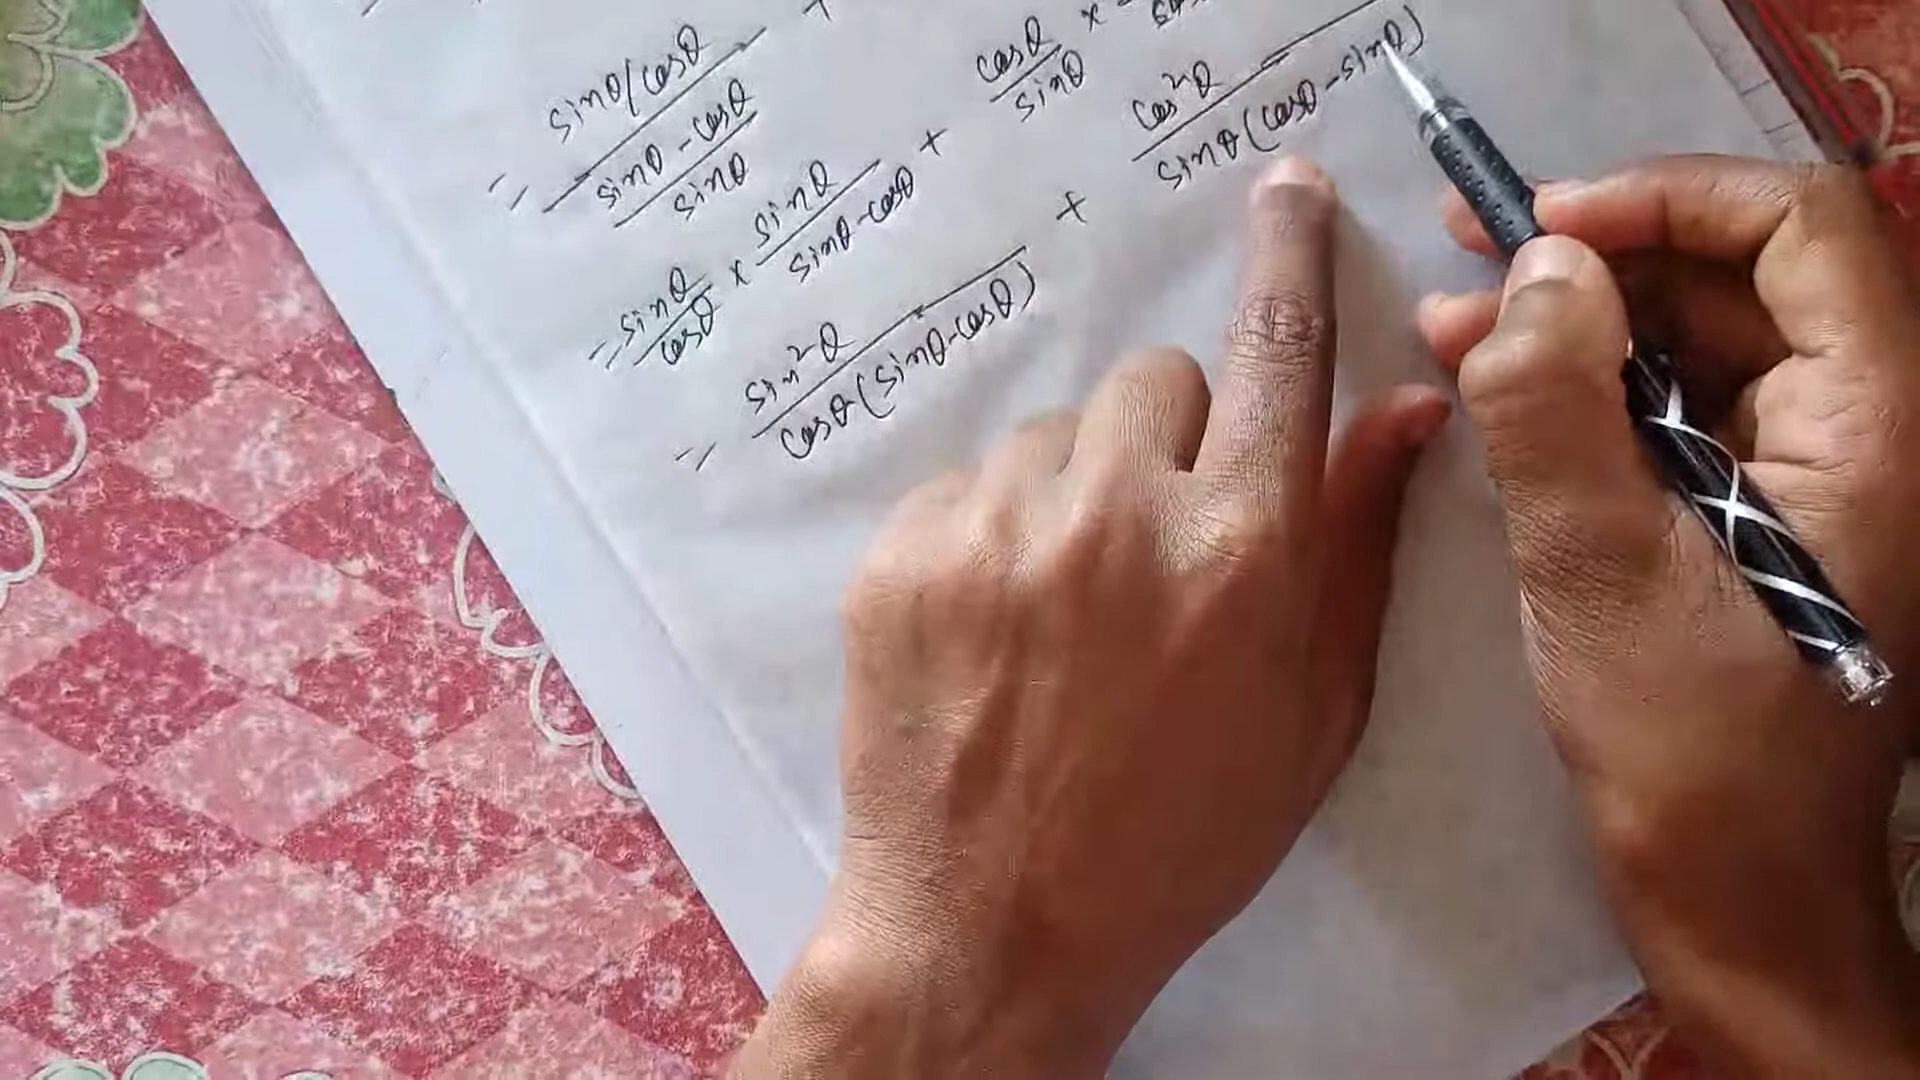 = sinθ/cosθ / (sinθ - cosθ)/sinθ +
= sinθ/cosθ × sinθ/(sinθ - cosθ) + cosθ/sinθ ×
= sin²θ/cosθ(sinθ - cosθ) + cos²θ/sinθ(cosθ - sinθ)